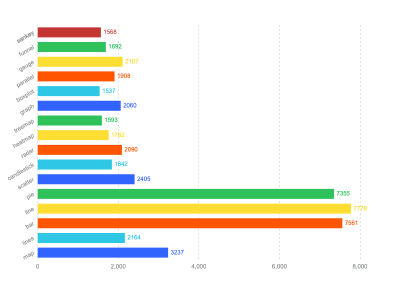 sankey 1568
funnel 1692
gauge 2107
parallel 1908
boxplot 1537
graph 2060
treemap 1593
heatmap 1762
radar 2090
candlestick 1842
scatter 2405
pie 7355
line 7778
bar 7561
lines 2164
map 3237
0 2,000 4,000 6,000 8,000